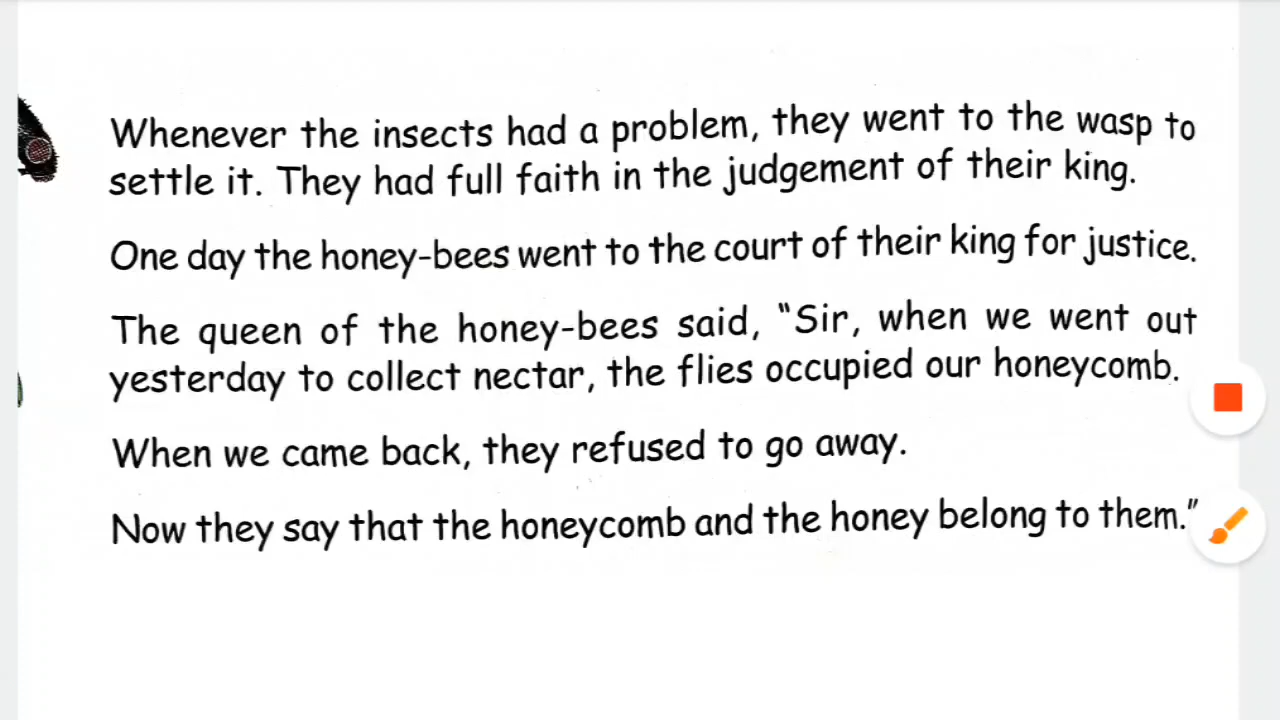 Whenever the insects had a problem, they went to the wasp to
settle it. They had full faith in the judgement of their king.
One day the honey-bees went to the court of their king for justice.
The queen of the honey-bees said, "Sir, when we went out
yesterday to collect nectar, the flies occupied our honeycomb.
When we came back, they refused to go away.
Now they say that the honeycomb and the honey belong to them."